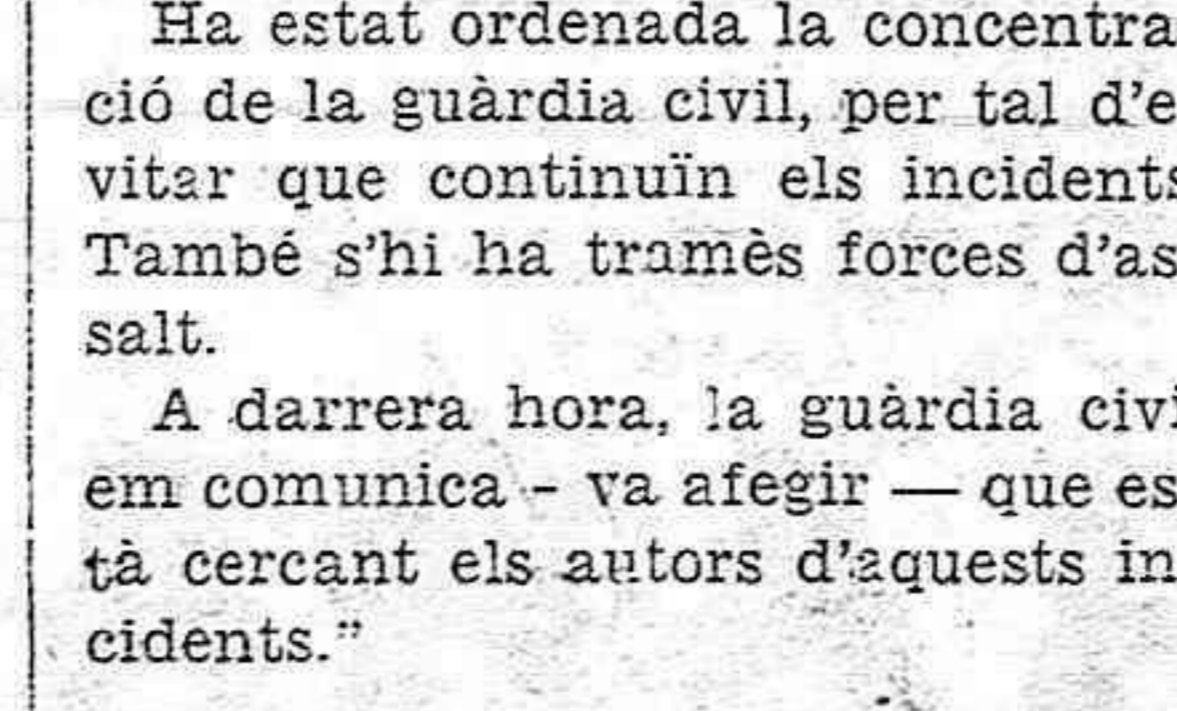 Ha estat ordenada la concentra
ció de la guàrdia civil, per tal d'e
vitar que continuïn els incidents
També s'hi ha tramès forces d'as
salt.
A darrera hora, la guàrdia civi
em comunica - va afegir — que es
tà cercant els autors d'aquests in
cidents.”